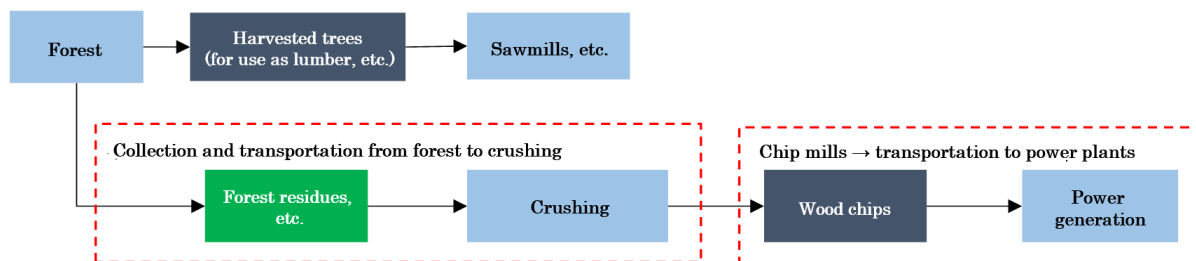 Forest
Harvested trees
(for use as lumber, etc.)
Sawmills, etc.
Collection and transportation from forest to crushing
Chip mills → transportation to power plants
Forest residues,
etc.
Crushing
Wood chips
Power
generation